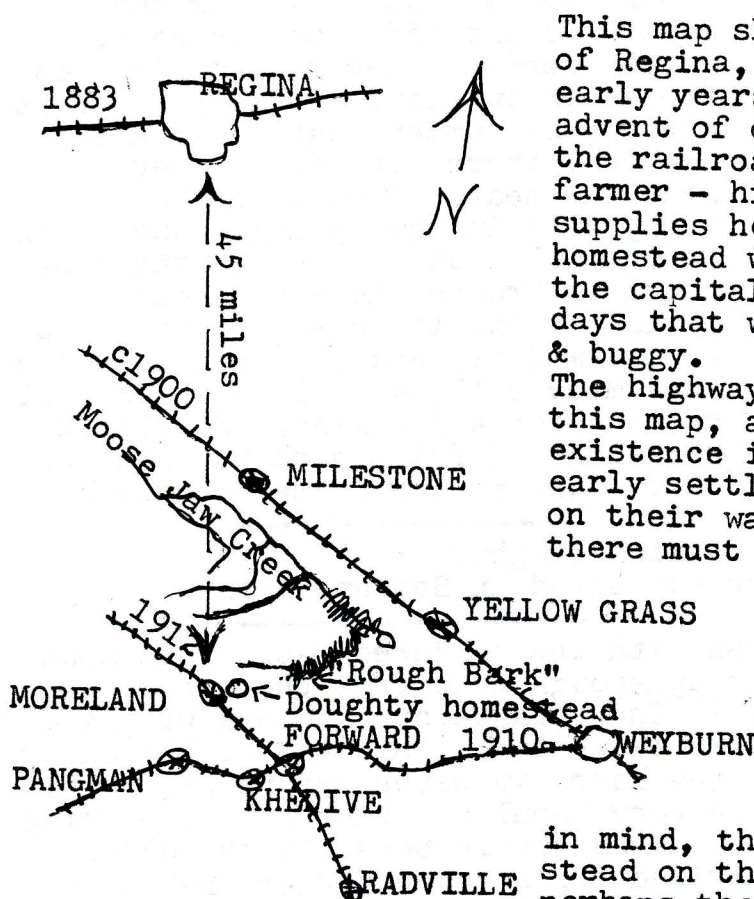 This map s
of Regina,
early years
advent of
the railroa
farmer - hi
supplies ho
homestead w
the capital
days that w
& buggy.
The highway
this map, a
existence i
early settl
on their wa
there must
REGINA
1883
N
45 miles
c1900
Moose Jaw Creek
MILESTONE
YELLOW GRASS
1912
"Rough Bark"
MORELAND
Doughty homestead
FORWARD 1910
WEYBURN
PANGMAN
KHEDIVE
RADVILLE
in mind, th
stead on th
perhaps the